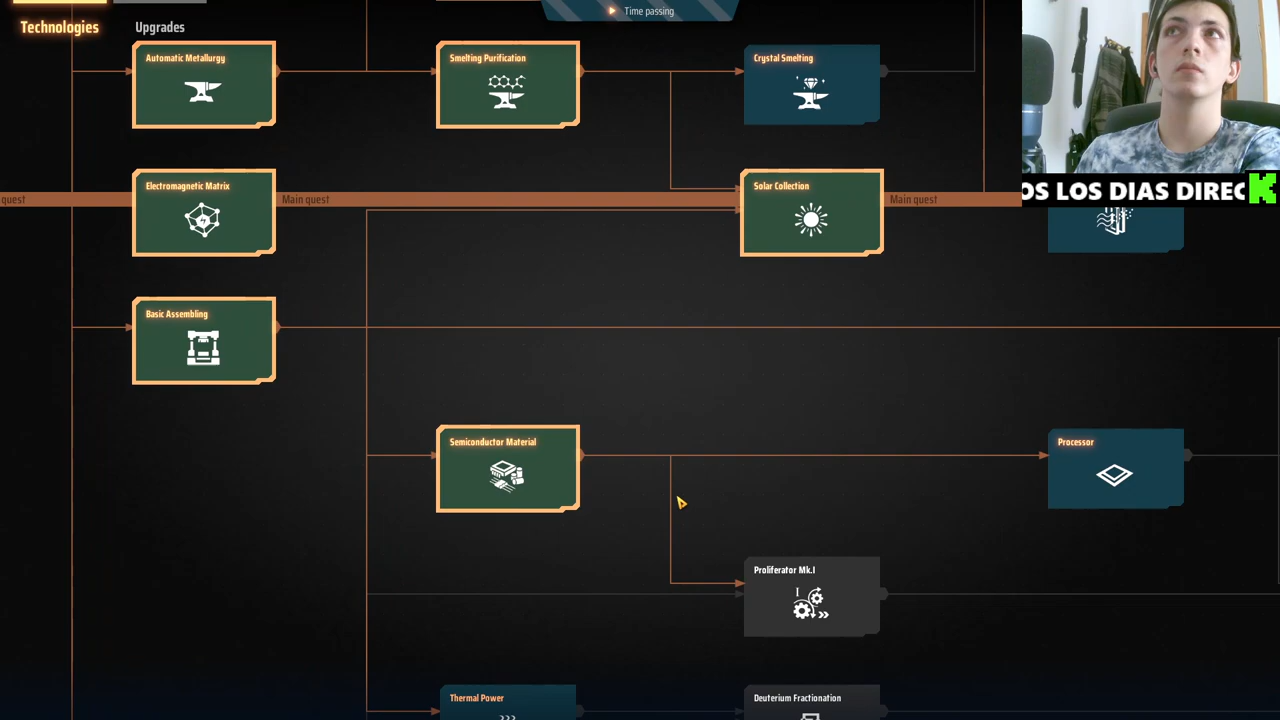 Time passing
Technologies
Upgrades
Automatic Metallurgy
Smelting Purification
Crystal Smelting
Electromagnetic Matrix
Solar Collection
quest
Main quest
Main quest
OS LOS DIAS DIREC
K
Basic Assembling
Semiconductor Material
Processor
Proliferator Mk.I
I
Thermal Power
Deuterium Fractionation